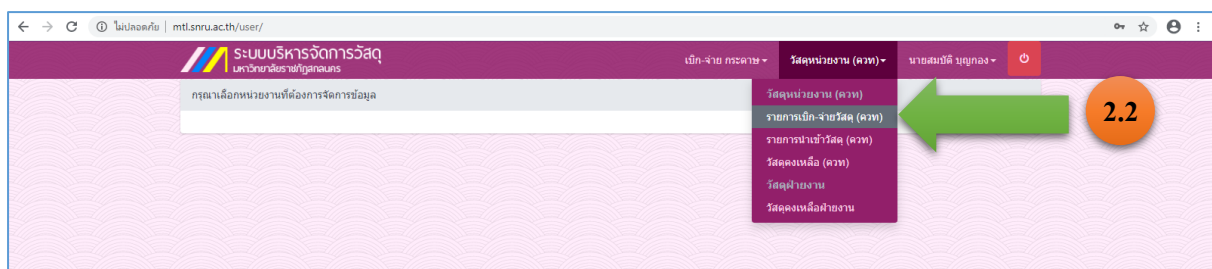 ไม่ปลอดภัย | mtl.snru.ac.th/user/
ระบบบริหารจัดการวัสดุ
มหาวิทยาลัยราชภัฏสกลนคร
เบิก-จ่าย กระดาษ
วัสดุหน่วยงาน (ควท)
นายสมบัติ บุญกอง
กรุณาเลือกหน่วยงานที่ต้องการจัดการข้อมูล
วัสดุหน่วยงาน (ควท)
รายการเบิก-จ่ายวัสดุ (ควท)
2.2
รายการนำเข้าวัสดุ (ควท)
วัสดุคงเหลือ (ควท)
วัสดุฝ่ายงาน
วัสดุคงเหลือฝ่ายงาน